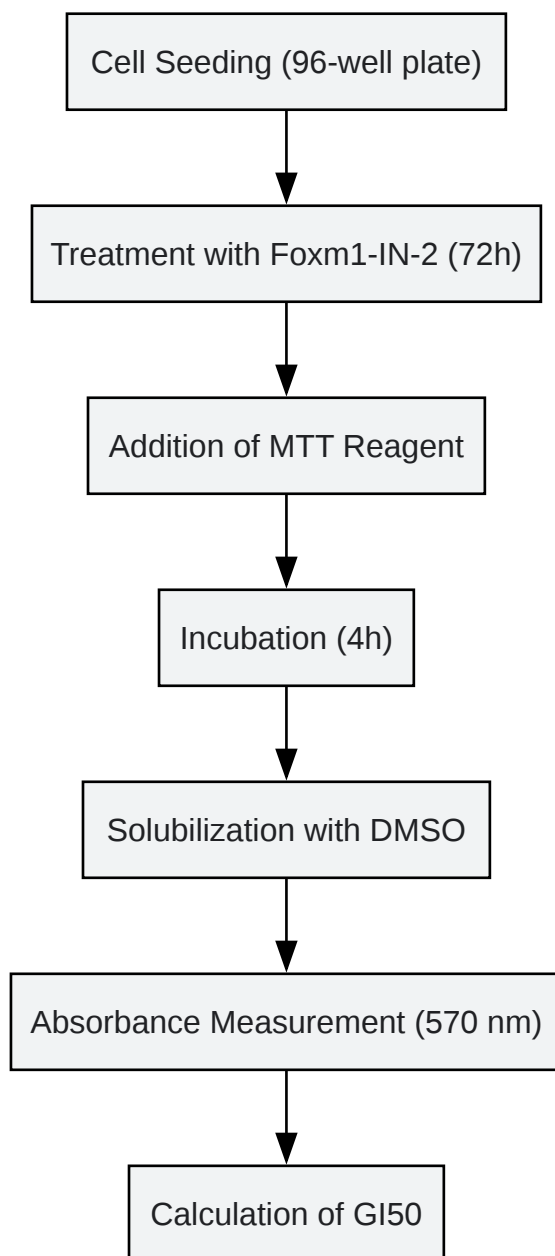 Cell Seeding (96-well plate)
Treatment with Foxm1-IN-2 (72h)
Addition of MTT Reagent
Incubation (4h)
Solubilization with DMSO
Absorbance Measurement (570 nm)
Calculation of GI50